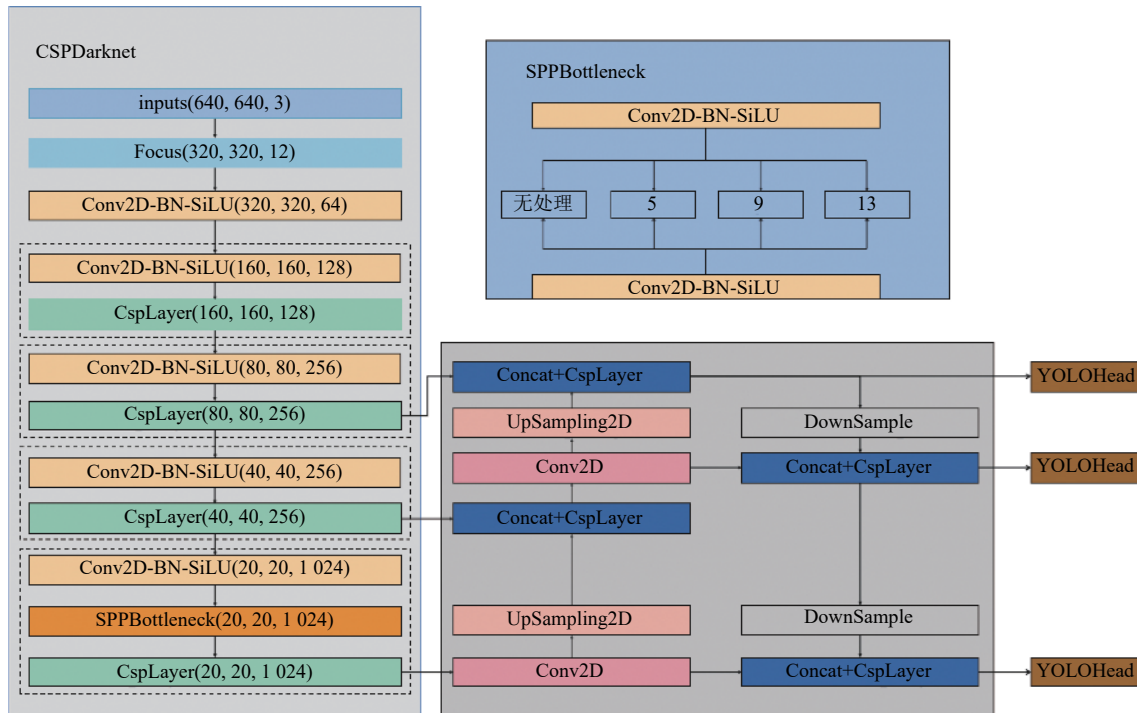 CSPDarknet
inputs(640, 640, 3)
Focus(320, 320, 12)
Conv2D-BN-SiLU(320, 320, 64)
Conv2D-BN-SiLU(160, 160, 128)
CspLayer(160, 160, 128)
Conv2D-BN-SiLU(80, 80, 256)
CspLayer(80, 80, 256)
Conv2D-BN-SiLU(40, 40, 256)
CspLayer(40, 40, 256)
Conv2D-BN-SiLU(20, 20, 1 024)
SPPBottleneck(20, 20, 1 024)
CspLayer(20, 20, 1 024)
SPPBottleneck
Conv2D-BN-SiLU
无处理 5 9 13
Conv2D-BN-SiLU
Concat+CspLayer YOLOHead
UpSampling2D DownSample
Conv2D Concat+CspLayer YOLOHead
Concat+CspLayer
UpSampling2D DownSample
Conv2D Concat+CspLayer YOLOHead